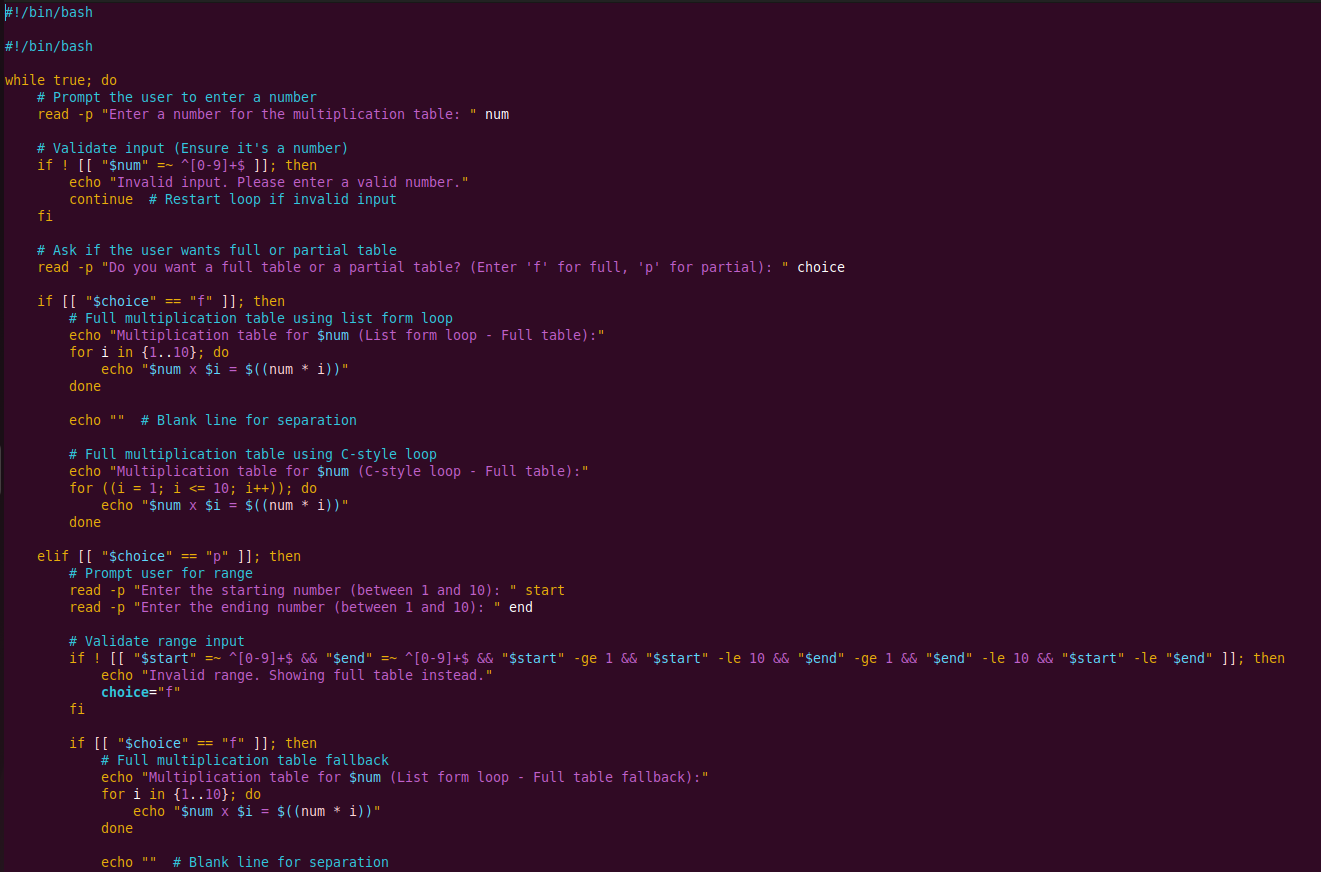 #!/bin/bash

#!/bin/bash

while true; do
    # Prompt the user to enter a number
    read -p "Enter a number for the multiplication table: " num

    # Validate input (Ensure it's a number)
    if ! [[ "$num" =~ ^[0-9]+$ ]]; then
        echo "Invalid input. Please enter a valid number."
        continue  # Restart loop if invalid input
    fi

    # Ask if the user wants full or partial table
    read -p "Do you want a full table or a partial table? (Enter 'f' for full, 'p' for partial): " choice

    if [[ "$choice" == "f" ]]; then
        # Full multiplication table using list form loop
        echo "Multiplication table for $num (List form loop - Full table):"
        for i in {1..10}; do
            echo "$num x $i = $((num * i))"
        done

        echo ""  # Blank line for separation

        # Full multiplication table using C-style loop
        echo "Multiplication table for $num (C-style loop - Full table):"
        for ((i = 1; i <= 10; i++)); do
            echo "$num x $i = $((num * i))"
        done

    elif [[ "$choice" == "p" ]]; then
        # Prompt user for range
        read -p "Enter the starting number (between 1 and 10): " start
        read -p "Enter the ending number (between 1 and 10): " end

        # Validate range input
        if ! [[ "$start" =~ ^[0-9]+$ && "$end" =~ ^[0-9]+$ && "$start" -ge 1 && "$start" -le 10 && "$end" -ge 1 && "$end" -le 10 && "$start" -le "$end" ]]; then
            echo "Invalid range. Showing full table instead."
            choice="f"
        fi

        if [[ "$choice" == "f" ]]; then
            # Full multiplication table fallback
            echo "Multiplication table for $num (List form loop - Full table fallback):"
            for i in {1..10}; do
                echo "$num x $i = $((num * i))"
            done

            echo ""  # Blank line for separation